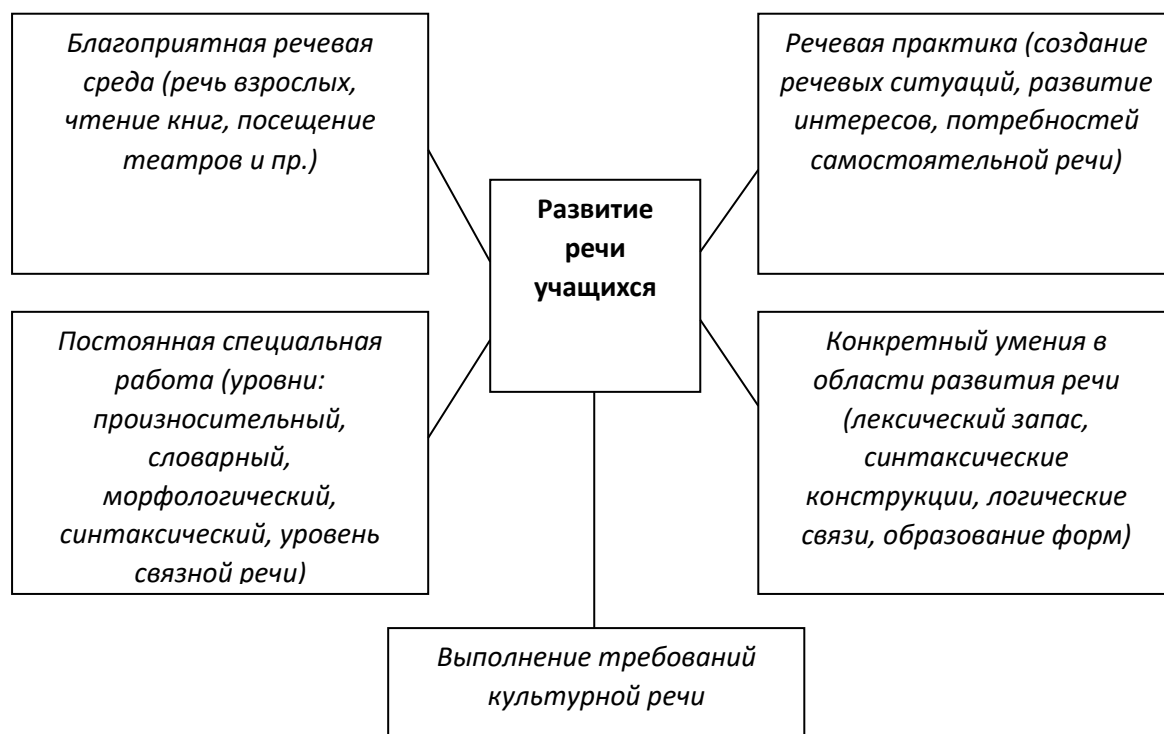 Благоприятная речевая
среда (речь взрослых,
чтение книг, посещение
театров и пр.)
Речевая практика (создание
речевых ситуаций, развитие
интересов, потребностей
самостоятельной речи)
Развитие
речи
учащихся
Постоянная специальная
работа (уровни:
произносительный,
словарный,
морфологический,
синтаксический, уровень
связной речи)
Конкретный умения в
области развития речи
(лексический запас,
синтаксические
конструкции, логические
связи, образование форм)
Выполнение требований
культурной речи